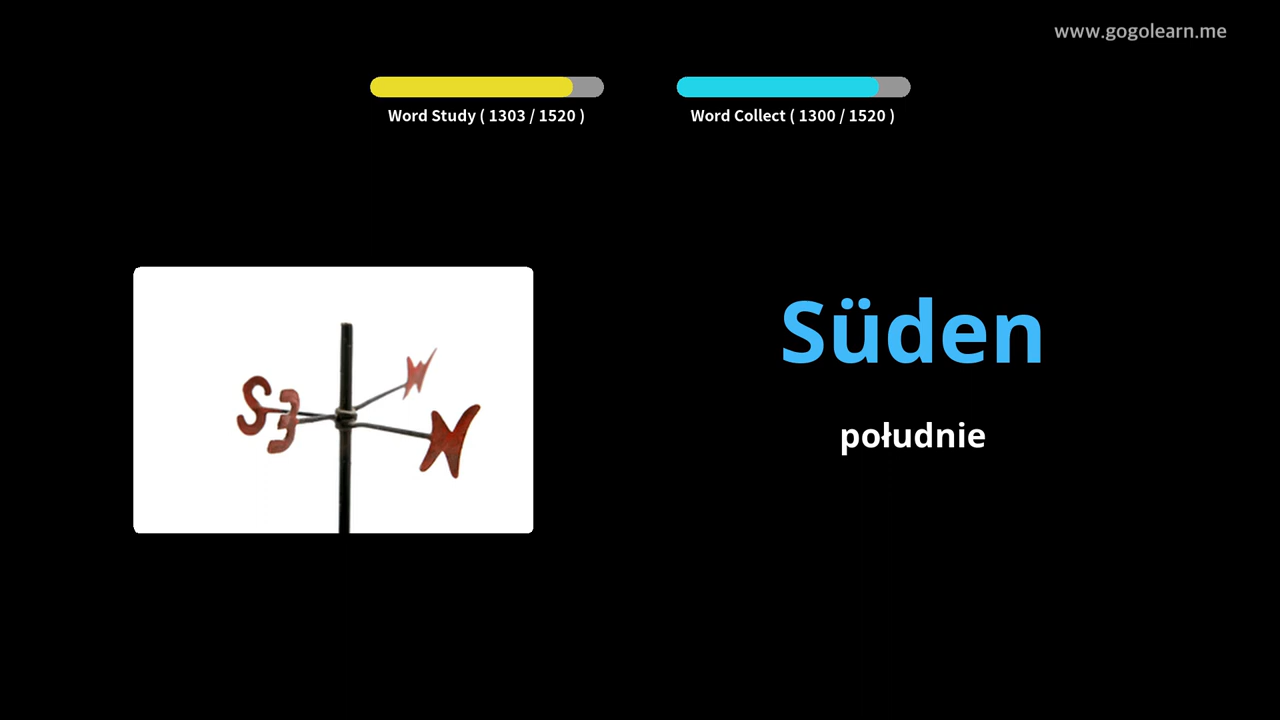 www.gogolearn.me
Word Study ( 1303 / 1520 )
Word Collect ( 1300 / 1520 )
Süden
południe
S
E
N